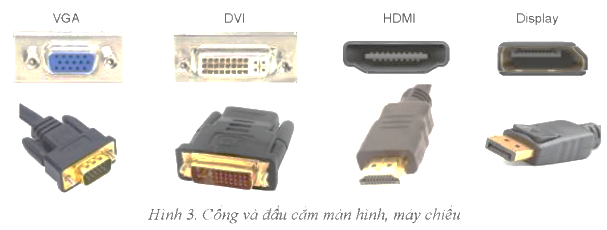 VGA DVI HDMI Display
Hình 3. Cổng và đầu cắm màn hình, máy chiếu